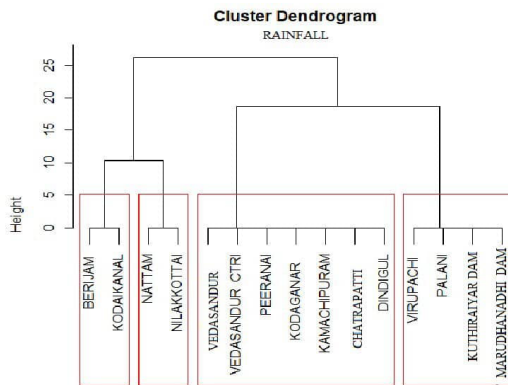 Cluster Dendrogram
RAINFALL
Height
25
20
15
10
5
0
BERIJAM
KODAIKANAL
NATTAM
NILAKKOTTAI
VEDASANDUR
VEDASANDUR CTRI
PEERANAI
KODAGANAR
KAMACHIPURAM
CHATRAPATTI
DINDIGUL
VIRUPACHI
PALANI
KUTHIRAIYAR DAM
MARUDHANADHI DAM